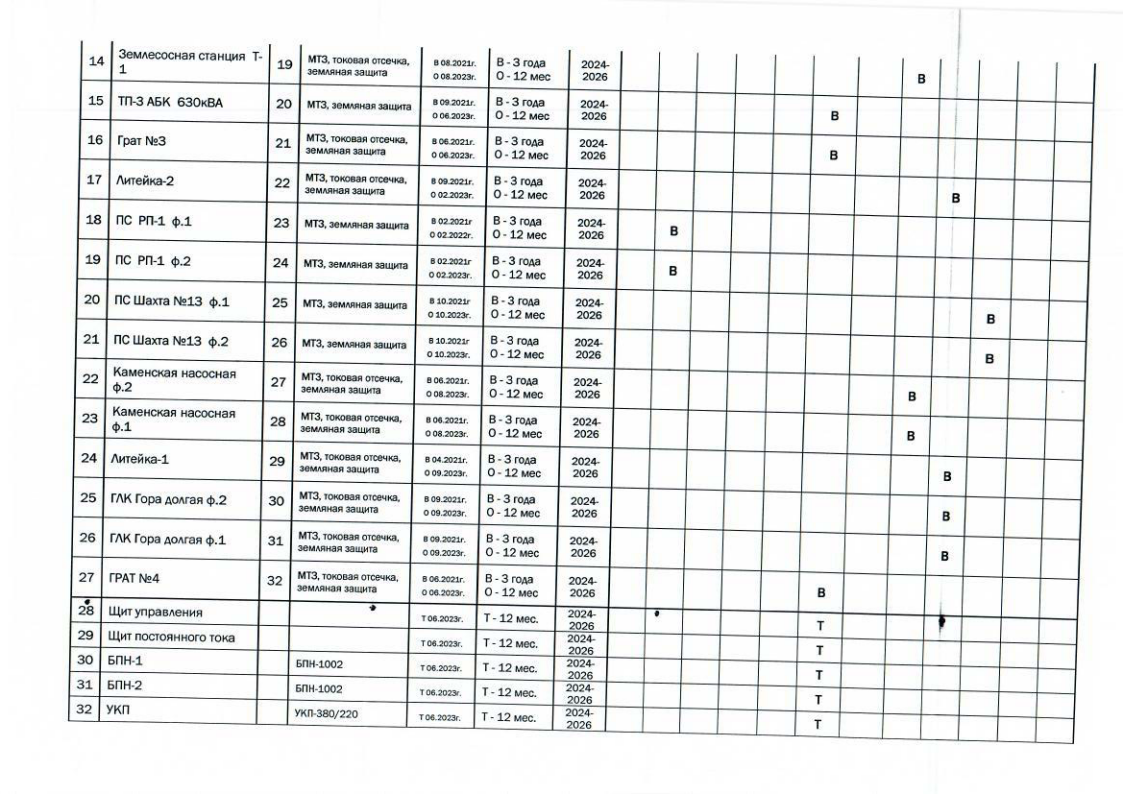 14 Землесосная станция Т- 19 МТЗ, токовая отсечка, В 08.2021г. В - 3 года 2024-
1 земляная защита О 08.2023г. О - 12 мес 2026 В
15 ТП-3 АБК 630кВА 20 МТЗ, земляная защита В 09.2021г. В - 3 года 2024-
О 06.2023г. О - 12 мес 2026 В
16 Грат №3 21 МТЗ, токовая отсечка, В 06.2021г. В - 3 года 2024-
земляная защита О 06.2023г. О - 12 мес 2026 В
17 Литейка-2 22 МТЗ, токовая отсечка, В 09.2021г. В - 3 года 2024-
земляная защита О 02.2023г. О - 12 мес 2026 В
18 ПС РП-1 ф.1 23 МТЗ, земляная защита В 02.2021г В - 3 года 2024-
О 02.2022г. О - 12 мес 2026 В
19 ПС РП-1 ф.2 24 МТЗ, земляная защита В 02.2021г В - 3 года 2024-
О 02.2023г. О - 12 мес 2026 В
20 ПС Шахта №13 ф.1 25 МТЗ, земляная защита В 10.2021г В - 3 года 2024-
О 10.2023г. О - 12 мес 2026 В
21 ПС Шахта №13 ф.2 26 МТЗ, земляная защита В 10.2021г В - 3 года 2024-
О 10.2023г. О - 12 мес 2026 В
22 Каменская насосная 27 МТЗ, токовая отсечка, В 06.2021г. В - 3 года 2024-
ф.2 земляная защита О 08.2023г. О - 12 мес 2026 В
23 Каменская насосная 28 МТЗ, токовая отсечка, В 06.2021г. В - 3 года 2024-
ф.1 земляная защита О 08.2023г. О - 12 мес 2026 В
24 Литейка-1 29 МТЗ, токовая отсечка, В 04.2021г. В - 3 года 2024-
земляная защита О 09.2023г. О - 12 мес 2026 В
25 ГЛК Гора долгая ф.2 30 МТЗ, токовая отсечка, В 09.2021г. В - 3 года 2024-
земляная защита О 09.2023г. О - 12 мес 2026 В
26 ГЛК Гора долгая ф.1 31 МТЗ, токовая отсечка, В 09.2021г. В - 3 года 2024-
земляная защита О 09.2023г. О - 12 мес 2026 В
27 ГРАТ №4 32 МТЗ, токовая отсечка, В 06.2021г. В - 3 года 2024-
земляная защита О 06.2023г. О - 12 мес 2026 В
28 Щит управления Т 06.2023г. Т - 12 мес. 2024-
2026 Т
29 Щит постоянного тока Т 06.2023г. Т - 12 мес. 2024-
2026 Т
30 БПН-1 БПН-1002 Т 06.2023г. Т - 12 мес. 2024-
2026 Т
31 БПН-2 БПН-1002 Т 06.2023г. Т - 12 мес. 2024-
2026 Т
32 УКП УКП-380/220 Т 06.2023г. Т - 12 мес. 2024-
2026 Т